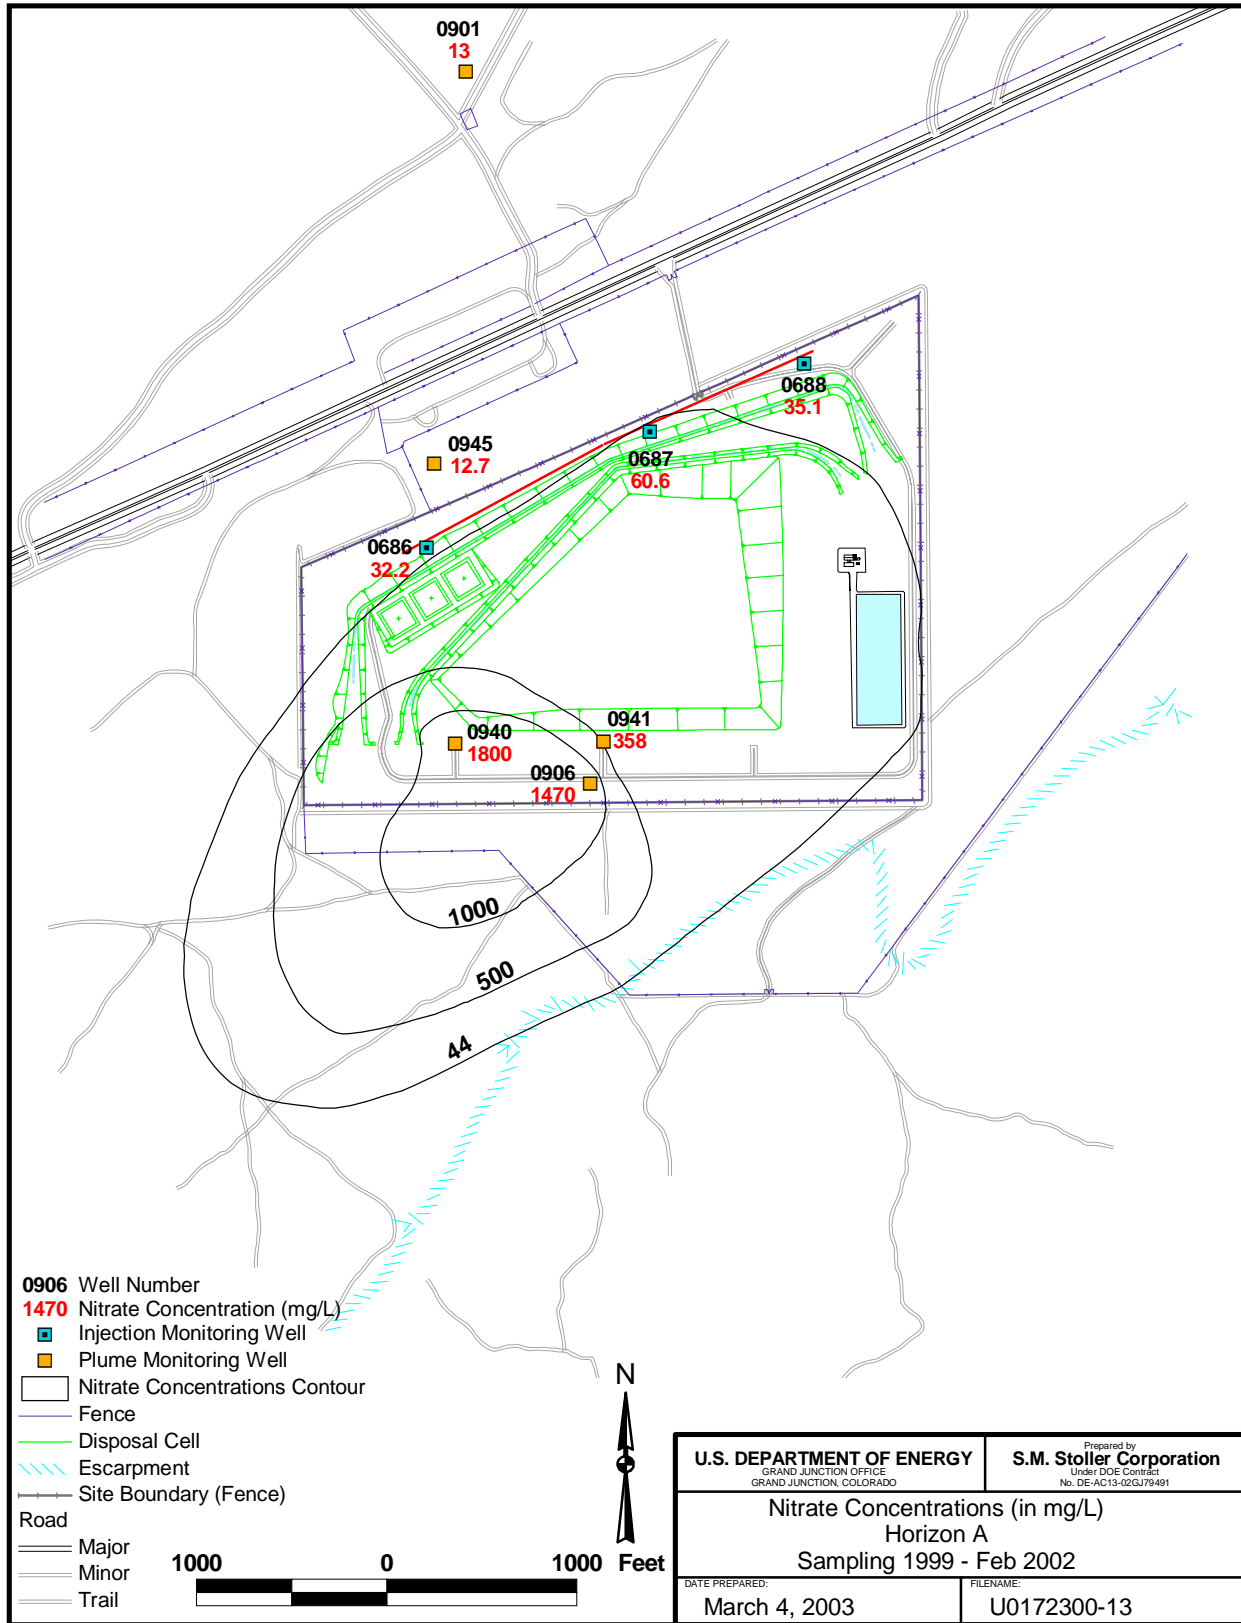 0901
13
0688
35.1
0945
12.7
0687
60.6
0686
32.2
0941
358
0940
1800
0906
1470
1000
500
44
0906 Well Number
1470 Nitrate Concentration (mg/L)
Injection Monitoring Well
Plume Monitoring Well
Nitrate Concentrations Contour
Fence
Disposal Cell
Escarpment
Site Boundary (Fence)
Road
Major
Minor
Trail
1000 0 1000 Feet
N
U.S. DEPARTMENT OF ENERGY
GRAND JUNCTION OFFICE
GRAND JUNCTION, COLORADO
Prepared by
S.M. Stoller Corporation
Under DOE Contract
No. DE-AC13-02GJ79491
Nitrate Concentrations (in mg/L)
Horizon A
Sampling 1999 - Feb 2002
DATE PREPARED:
March 4, 2003
FILENAME:
U0172300-13